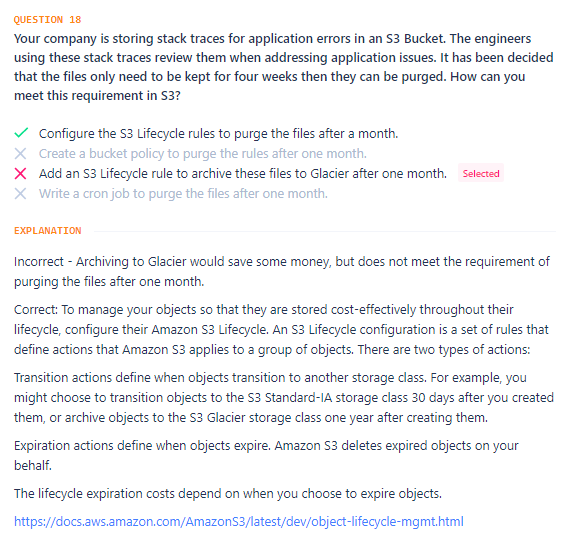 QUESTION 18
Your company is storing stack traces for application errors in an S3 Bucket. The engineers
using these stack traces review them when addressing application issues. It has been decided
that the files only need to be kept for four weeks then they can be purged. How can you
meet this requirement in S3?
Configure the S3 Lifecycle rules to purge the files after a month.
Create a bucket policy to purge the rules after one month.
Add an S3 Lifecycle rule to archive these files to Glacier after one month. Selected
Write a cron job to purge the files after one month.
EXPLANATION
Incorrect - Archiving to Glacier would save some money, but does not meet the requirement of
purging the files after one month.
Correct: To manage your objects so that they are stored cost-effectively throughout their
lifecycle, configure their Amazon S3 Lifecycle. An S3 Lifecycle configuration is a set of rules that
define actions that Amazon S3 applies to a group of objects. There are two types of actions:
Transition actions define when objects transition to another storage class. For example, you
might choose to transition objects to the S3 Standard-IA storage class 30 days after you created
them, or archive objects to the S3 Glacier storage class one year after creating them.
Expiration actions define when objects expire. Amazon S3 deletes expired objects on your
behalf.
The lifecycle expiration costs depend on when you choose to expire objects.
https://docs.aws.amazon.com/AmazonS3/latest/dev/object-lifecycle-mgmt.html